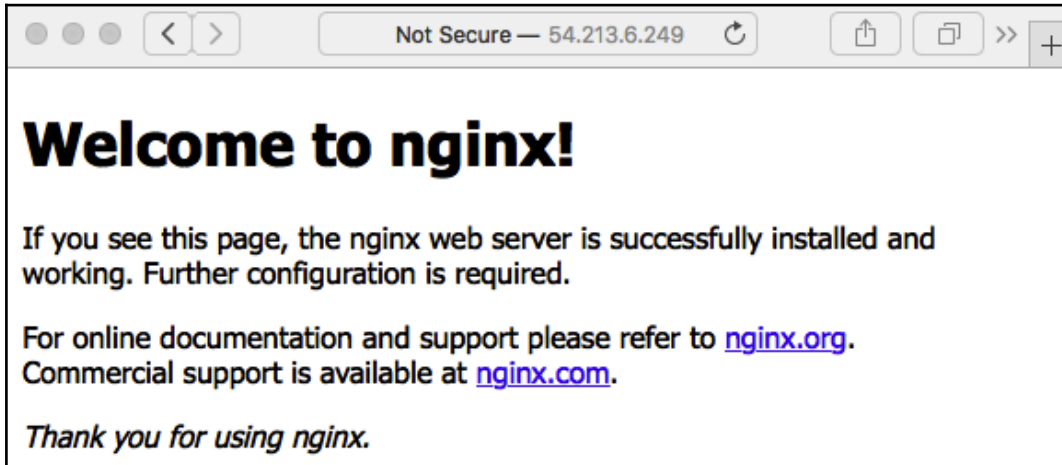 Not Secure — 54.213.6.249
Welcome to nginx!
If you see this page, the nginx web server is successfully installed and
working. Further configuration is required.
For online documentation and support please refer to nginx.org.
Commercial support is available at nginx.com.
Thank you for using nginx.